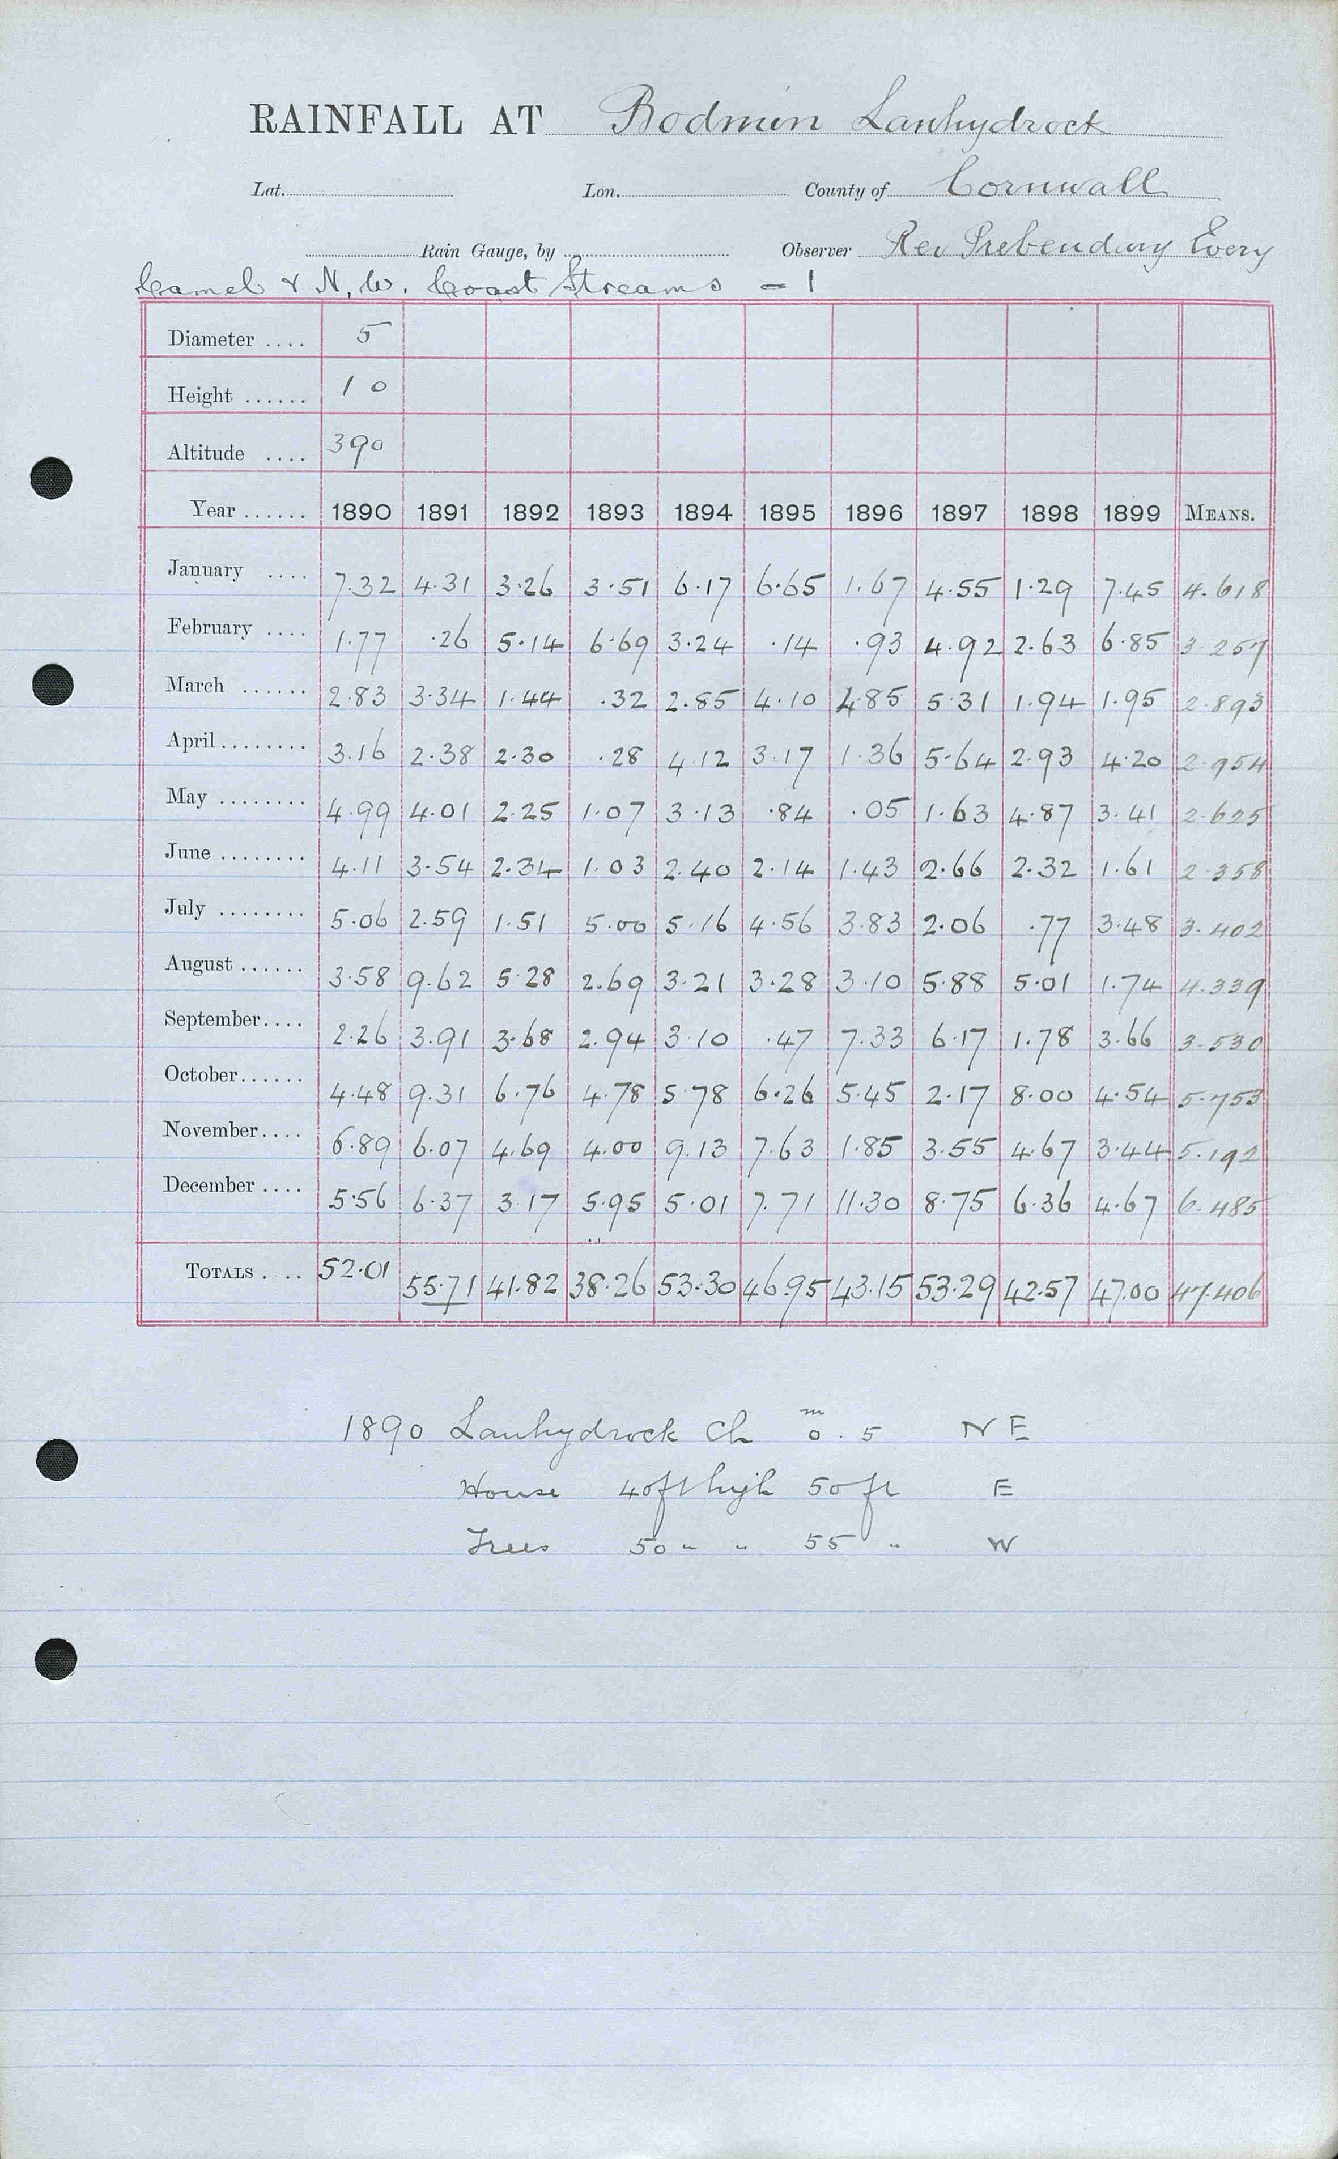 RAINFALL AT Bodmin Lanhydrock
Lat. Lon. County of Cornwall
Rain Gauge, by Observer Rev Prebendary Every
Camel & N.W. Coast Streams - 1
Diameter .... 5
Height ...... 10
Altitude .... 390
Year ...... 1890 1891 1892 1893 1894 1895 1896 1897 1898 1899 MEANS.
January .... 7.32 4.31 3.26 3.51 6.17 6.65 1.67 4.55 1.29 7.45 4.618
February .... 1.77 .26 5.14 6.69 3.24 .14 .93 4.92 2.63 6.85 3.257
March ...... 2.83 3.34 1.44 .32 2.85 4.10 4.85 5.31 1.94 1.95 2.893
April ........ 3.16 2.38 2.30 .28 4.12 3.17 1.36 5.64 2.93 4.20 2.954
May ........ 4.99 4.01 2.25 1.07 3.13 .84 .05 1.63 4.87 3.41 2.625
June ........ 4.11 3.54 2.34 1.03 2.40 2.14 1.43 2.66 2.32 1.61 2.358
July ........ 5.06 2.59 1.51 5.00 5.16 4.56 3.83 2.06 .77 3.48 3.402
August ...... 3.58 9.62 5.28 2.69 3.21 3.28 3.10 5.88 5.01 1.74 4.339
September.... 2.26 3.91 3.68 2.94 3.10 .47 7.33 6.17 1.78 3.66 3.530
October...... 4.48 9.31 6.76 4.78 5.78 6.26 5.45 2.17 8.00 4.54 5.753
November.... 6.89 6.07 4.69 4.00 9.13 7.63 1.85 3.55 4.67 3.44 5.192
December .... 5.56 6.37 3.17 5.95 5.01 7.71 11.30 8.75 6.36 4.67 6.485
TOTALS .... 52.01 55.71 41.82 38.26 53.30 46.95 43.15 53.29 42.57 47.00 47.406
1890 Lanhydrock Ch m 0.5 NE
House 40ft high 50 ft E
Trees 50 " " 55 " W